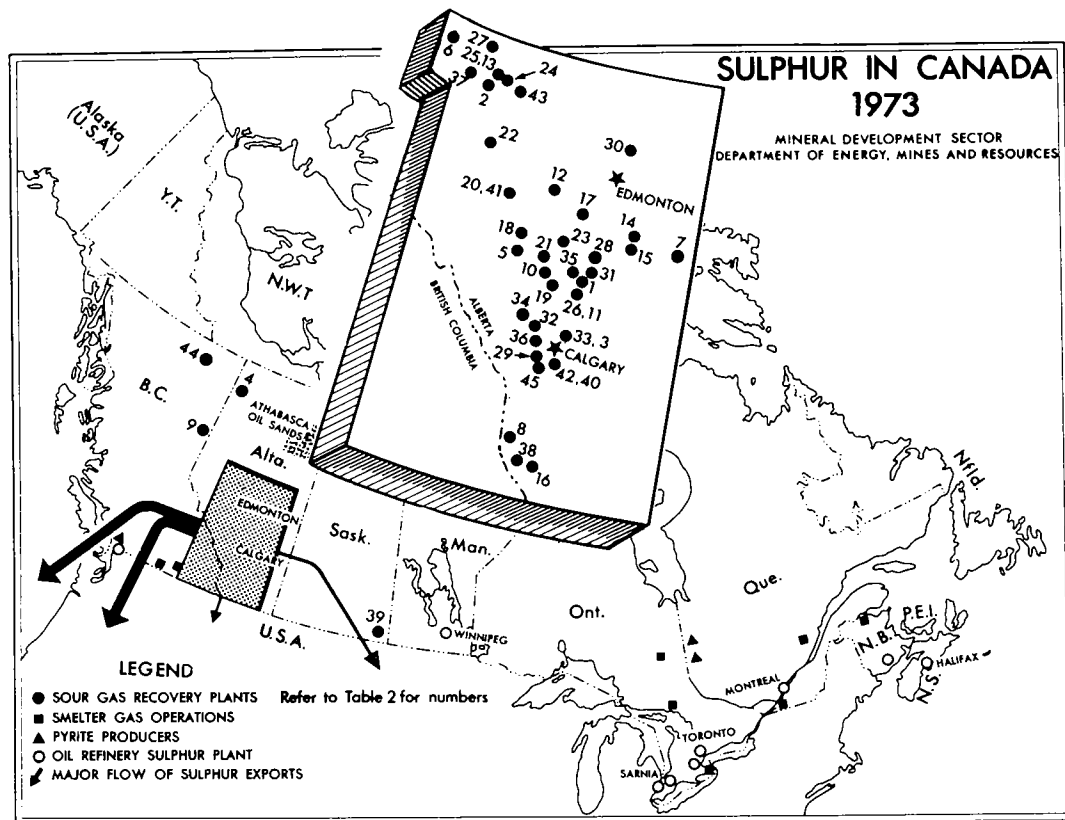 SULPHUR IN CANADA
1973
MINERAL DEVELOPMENT SECTOR
DEPARTMENT OF ENERGY, MINES AND RESOURCES
6
27
25,13
24
37
2
43
22
30
12
EDMONTON
20,41
17
18
14
7
23
5
21
28
15
35
10
31
1
19
26,11
34
32
33,3
36
29
CALGARY
45
42,40
8
38
16
ALBERTA
BRITISH COLUMBIA
Alaska
(U.S.A.)
Y.T.
N.W.T
44
4
B.C.
9
ATHABASCA
OIL SANDS
Alta.
EDMONTON
CALGARY
Sask.
Man.
39
WINNIPEG
U.S.A.
Ont.
Que.
Nfld.
P.E.I.
N.B.
N.S.
HALIFAX
MONTREAL
TORONTO
SARNIA
LEGEND
SOUR GAS RECOVERY PLANTS Refer to Table 2 for numbers
SMELTER GAS OPERATIONS
PYRITE PRODUCERS
OIL REFINERY SULPHUR PLANT
MAJOR FLOW OF SULPHUR EXPORTS